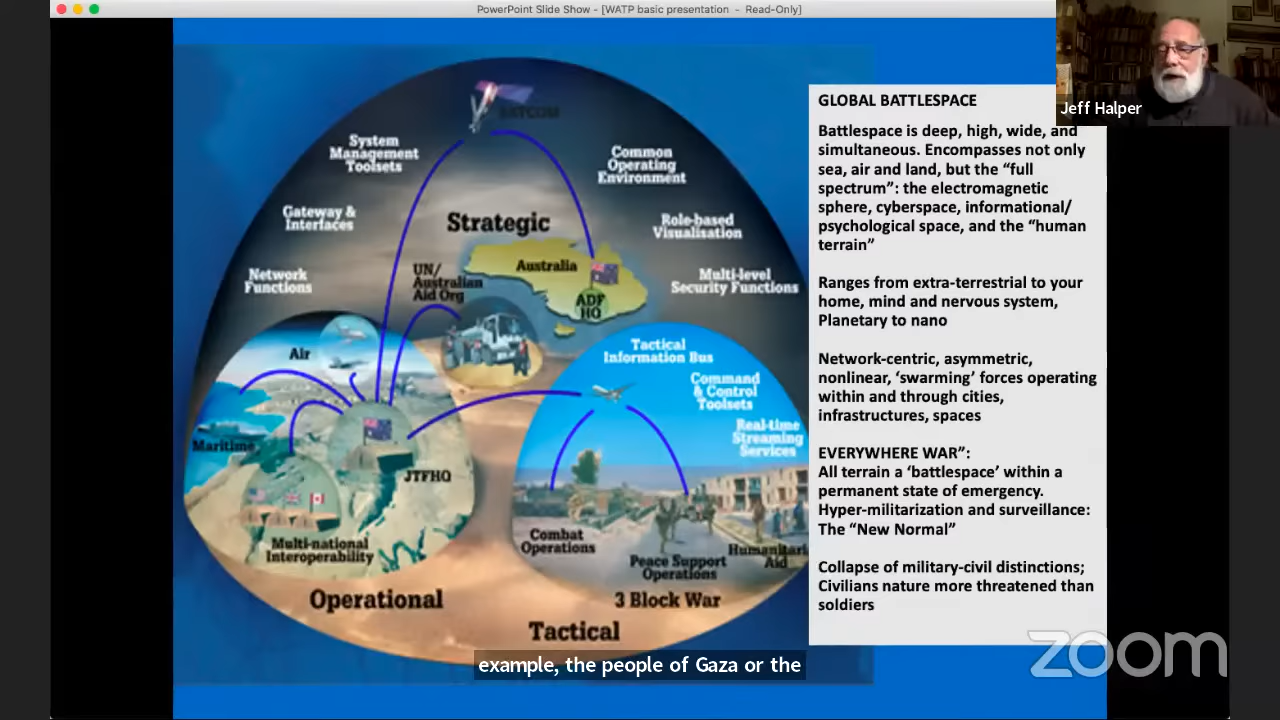 PowerPoint Slide Show - [WATP basic presentation - Read-Only]
Jeff Halper
SATCOM
System
Management
Toolsets
Common
Operating
Environment
Gateway &
Interfaces
Strategic
Role-based
Visualisation
Network
Functions
UN/
Australian
Aid Org
Australia
ADF
HQ
Multi-level
Security Functions
Air
Maritime
JTFHQ
Multi-national
Interoperability
Operational
Tactical
Information Bus
Command
& Control
Toolsets
Real-time
Streaming
Services
Combat
Operations
Peace Support
Operations
Humanitari
Aid
3 Block War
Tactical
GLOBAL BATTLESPACE
Battlespace is deep, high, wide, and
simultaneous. Encompasses not only
sea, air and land, but the “full
spectrum”: the electromagnetic
sphere, cyberspace, informational/
psychological space, and the “human
terrain”
Ranges from extra-terrestrial to your
home, mind and nervous system,
Planetary to nano
Network-centric, asymmetric,
nonlinear, ‘swarming’ forces operating
within and through cities,
infrastructures, spaces
EVERYWHERE WAR”:
All terrain a ‘battlespace’ within a
permanent state of emergency.
Hyper-militarization and surveillance:
The “New Normal”
Collapse of military-civil distinctions;
Civilians nature more threatened than
soldiers
example, the people of Gaza or the
zoom